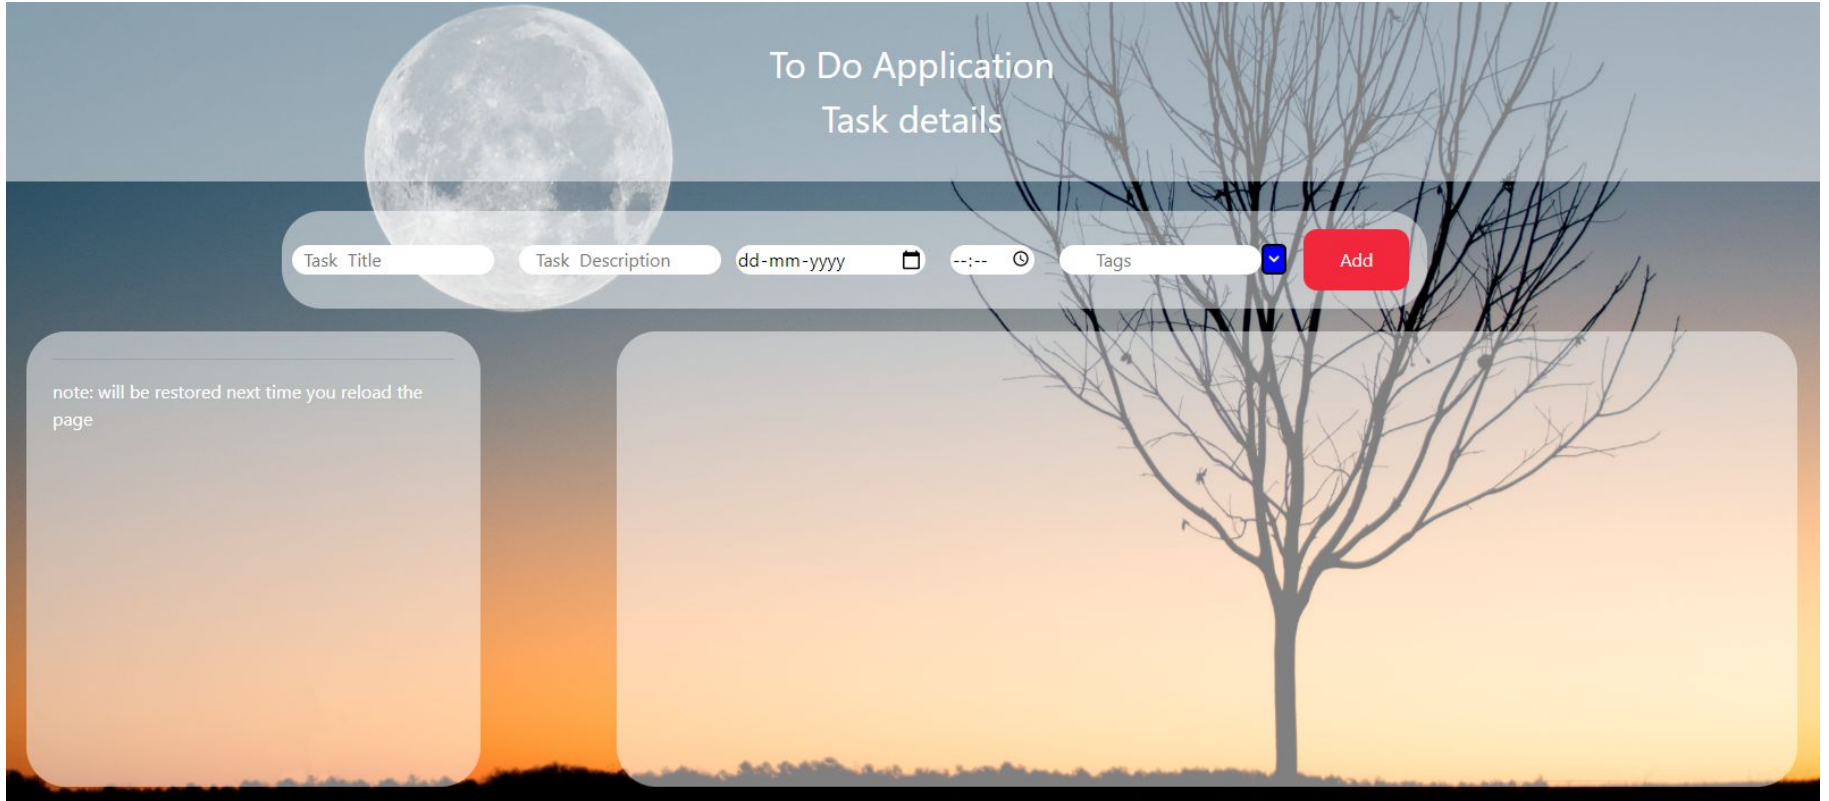 To Do Application
Task details
Task Title Task Description dd-mm-yyyy --:-- Tags Add
note: will be restored next time you reload the
page